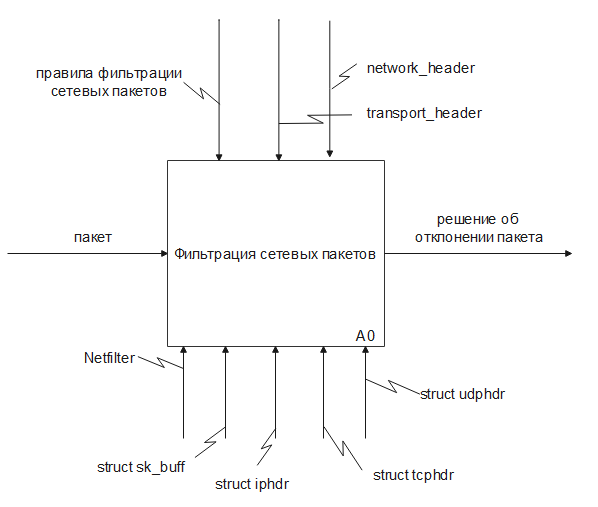 правила фильтрации
сетевых пакетов
network_header
transport_header
пакет
Фильтрация сетевых пакетов
A0
решение об
отклонении пакета
Netfilter
struct sk_buff
struct iphdr
struct tcphdr
struct udphdr